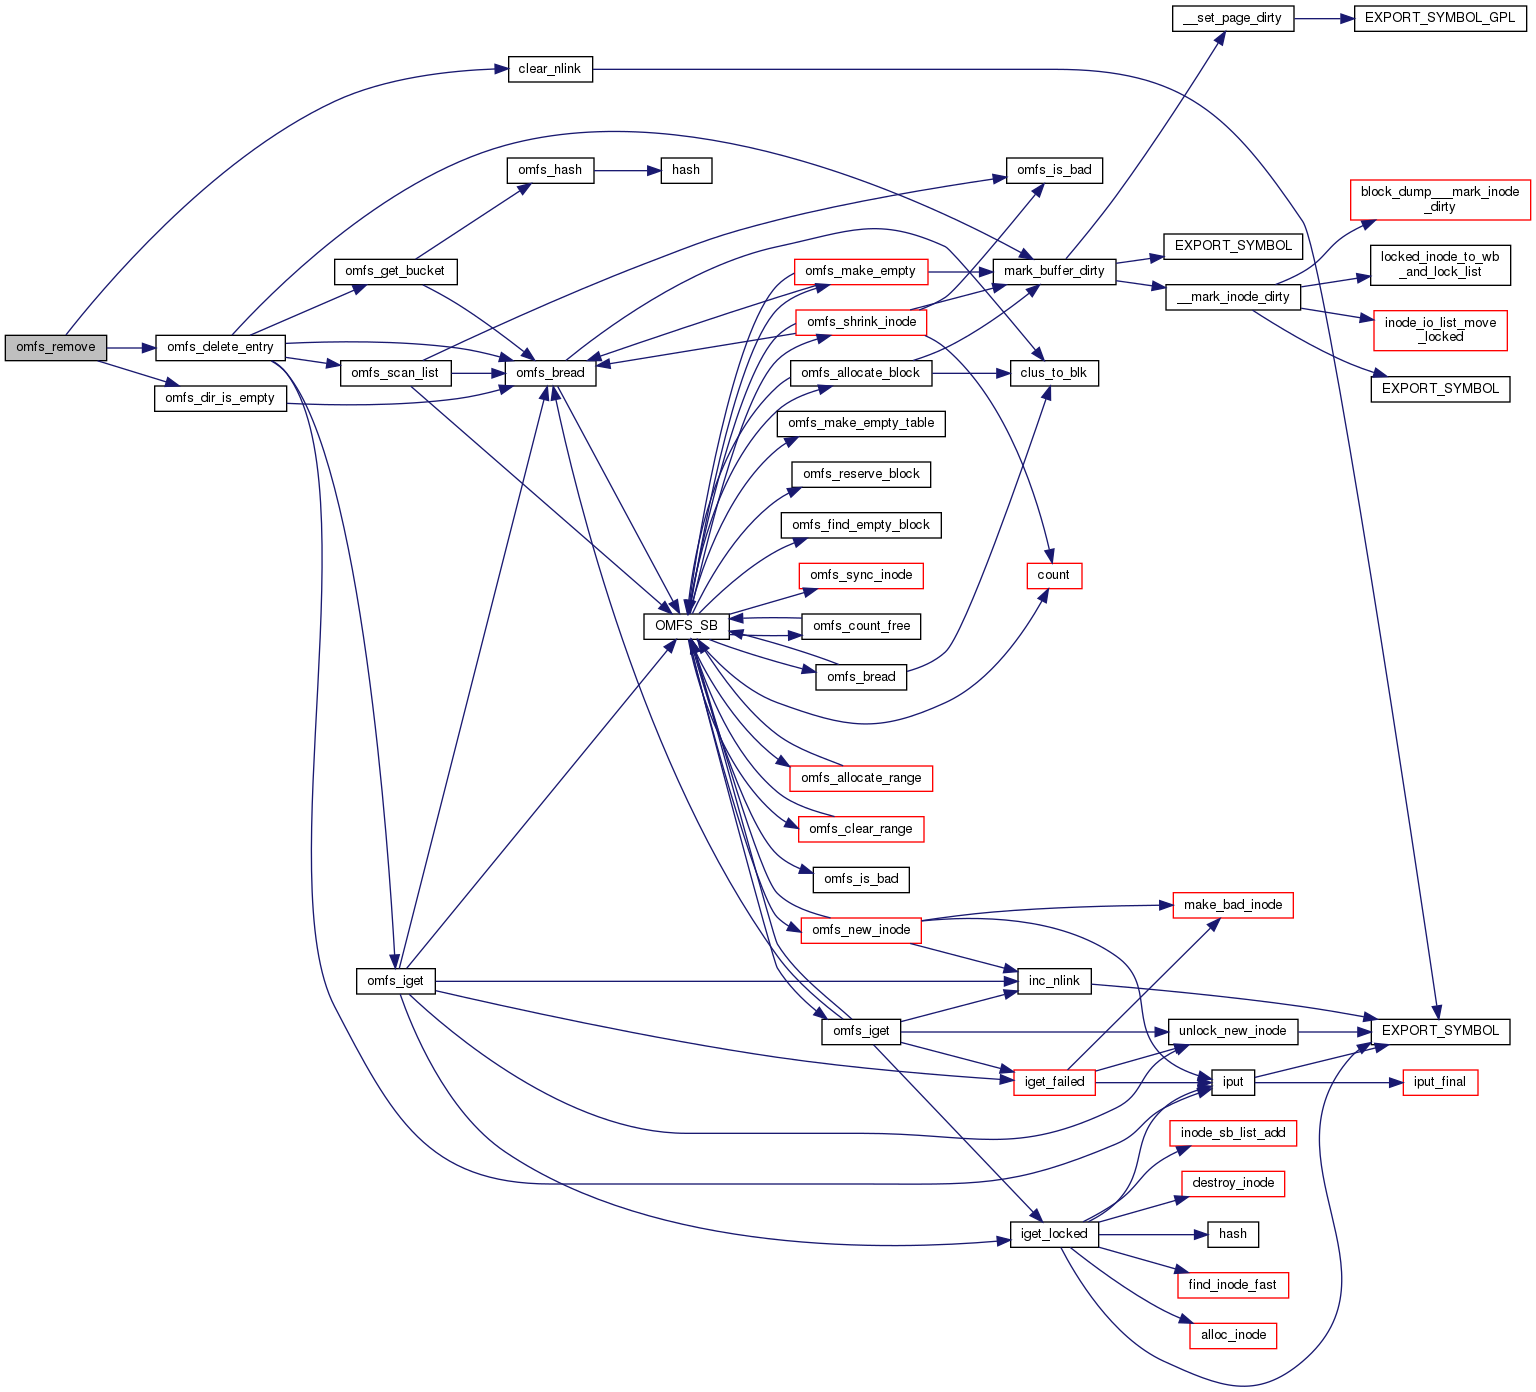 __set_page_dirty
EXPORT_SYMBOL_GPL
clear_nlink
omfs_hash
hash
omfs_is_bad
block_dump___mark_inode
_dirty
EXPORT_SYMBOL
locked_inode_to_wb
_and_lock_list
omfs_get_bucket
omfs_make_empty
mark_buffer_dirty
__mark_inode_dirty
omfs_shrink_inode
inode_io_list_move
_locked
omfs_remove
omfs_delete_entry
omfs_scan_list
omfs_bread
omfs_allocate_block
clus_to_blk
EXPORT_SYMBOL
omfs_dir_is_empty
omfs_make_empty_table
omfs_reserve_block
omfs_find_empty_block
omfs_sync_inode
count
OMFS_SB
omfs_count_free
omfs_bread
omfs_allocate_range
omfs_clear_range
omfs_is_bad
make_bad_inode
omfs_new_inode
omfs_iget
inc_nlink
omfs_iget
unlock_new_inode
EXPORT_SYMBOL
iget_failed
iput
iput_final
inode_sb_list_add
destroy_inode
iget_locked
hash
find_inode_fast
alloc_inode